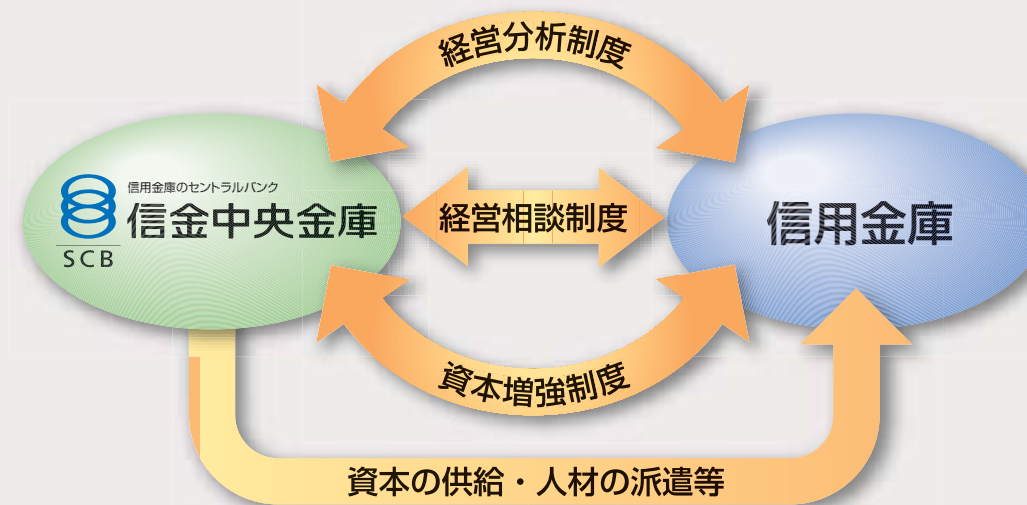 経営分析制度
信用金庫のセントラルバンク
信金中央金庫
SCB
経営相談制度
信用金庫
資本増強制度
資本の供給・人材の派遣等